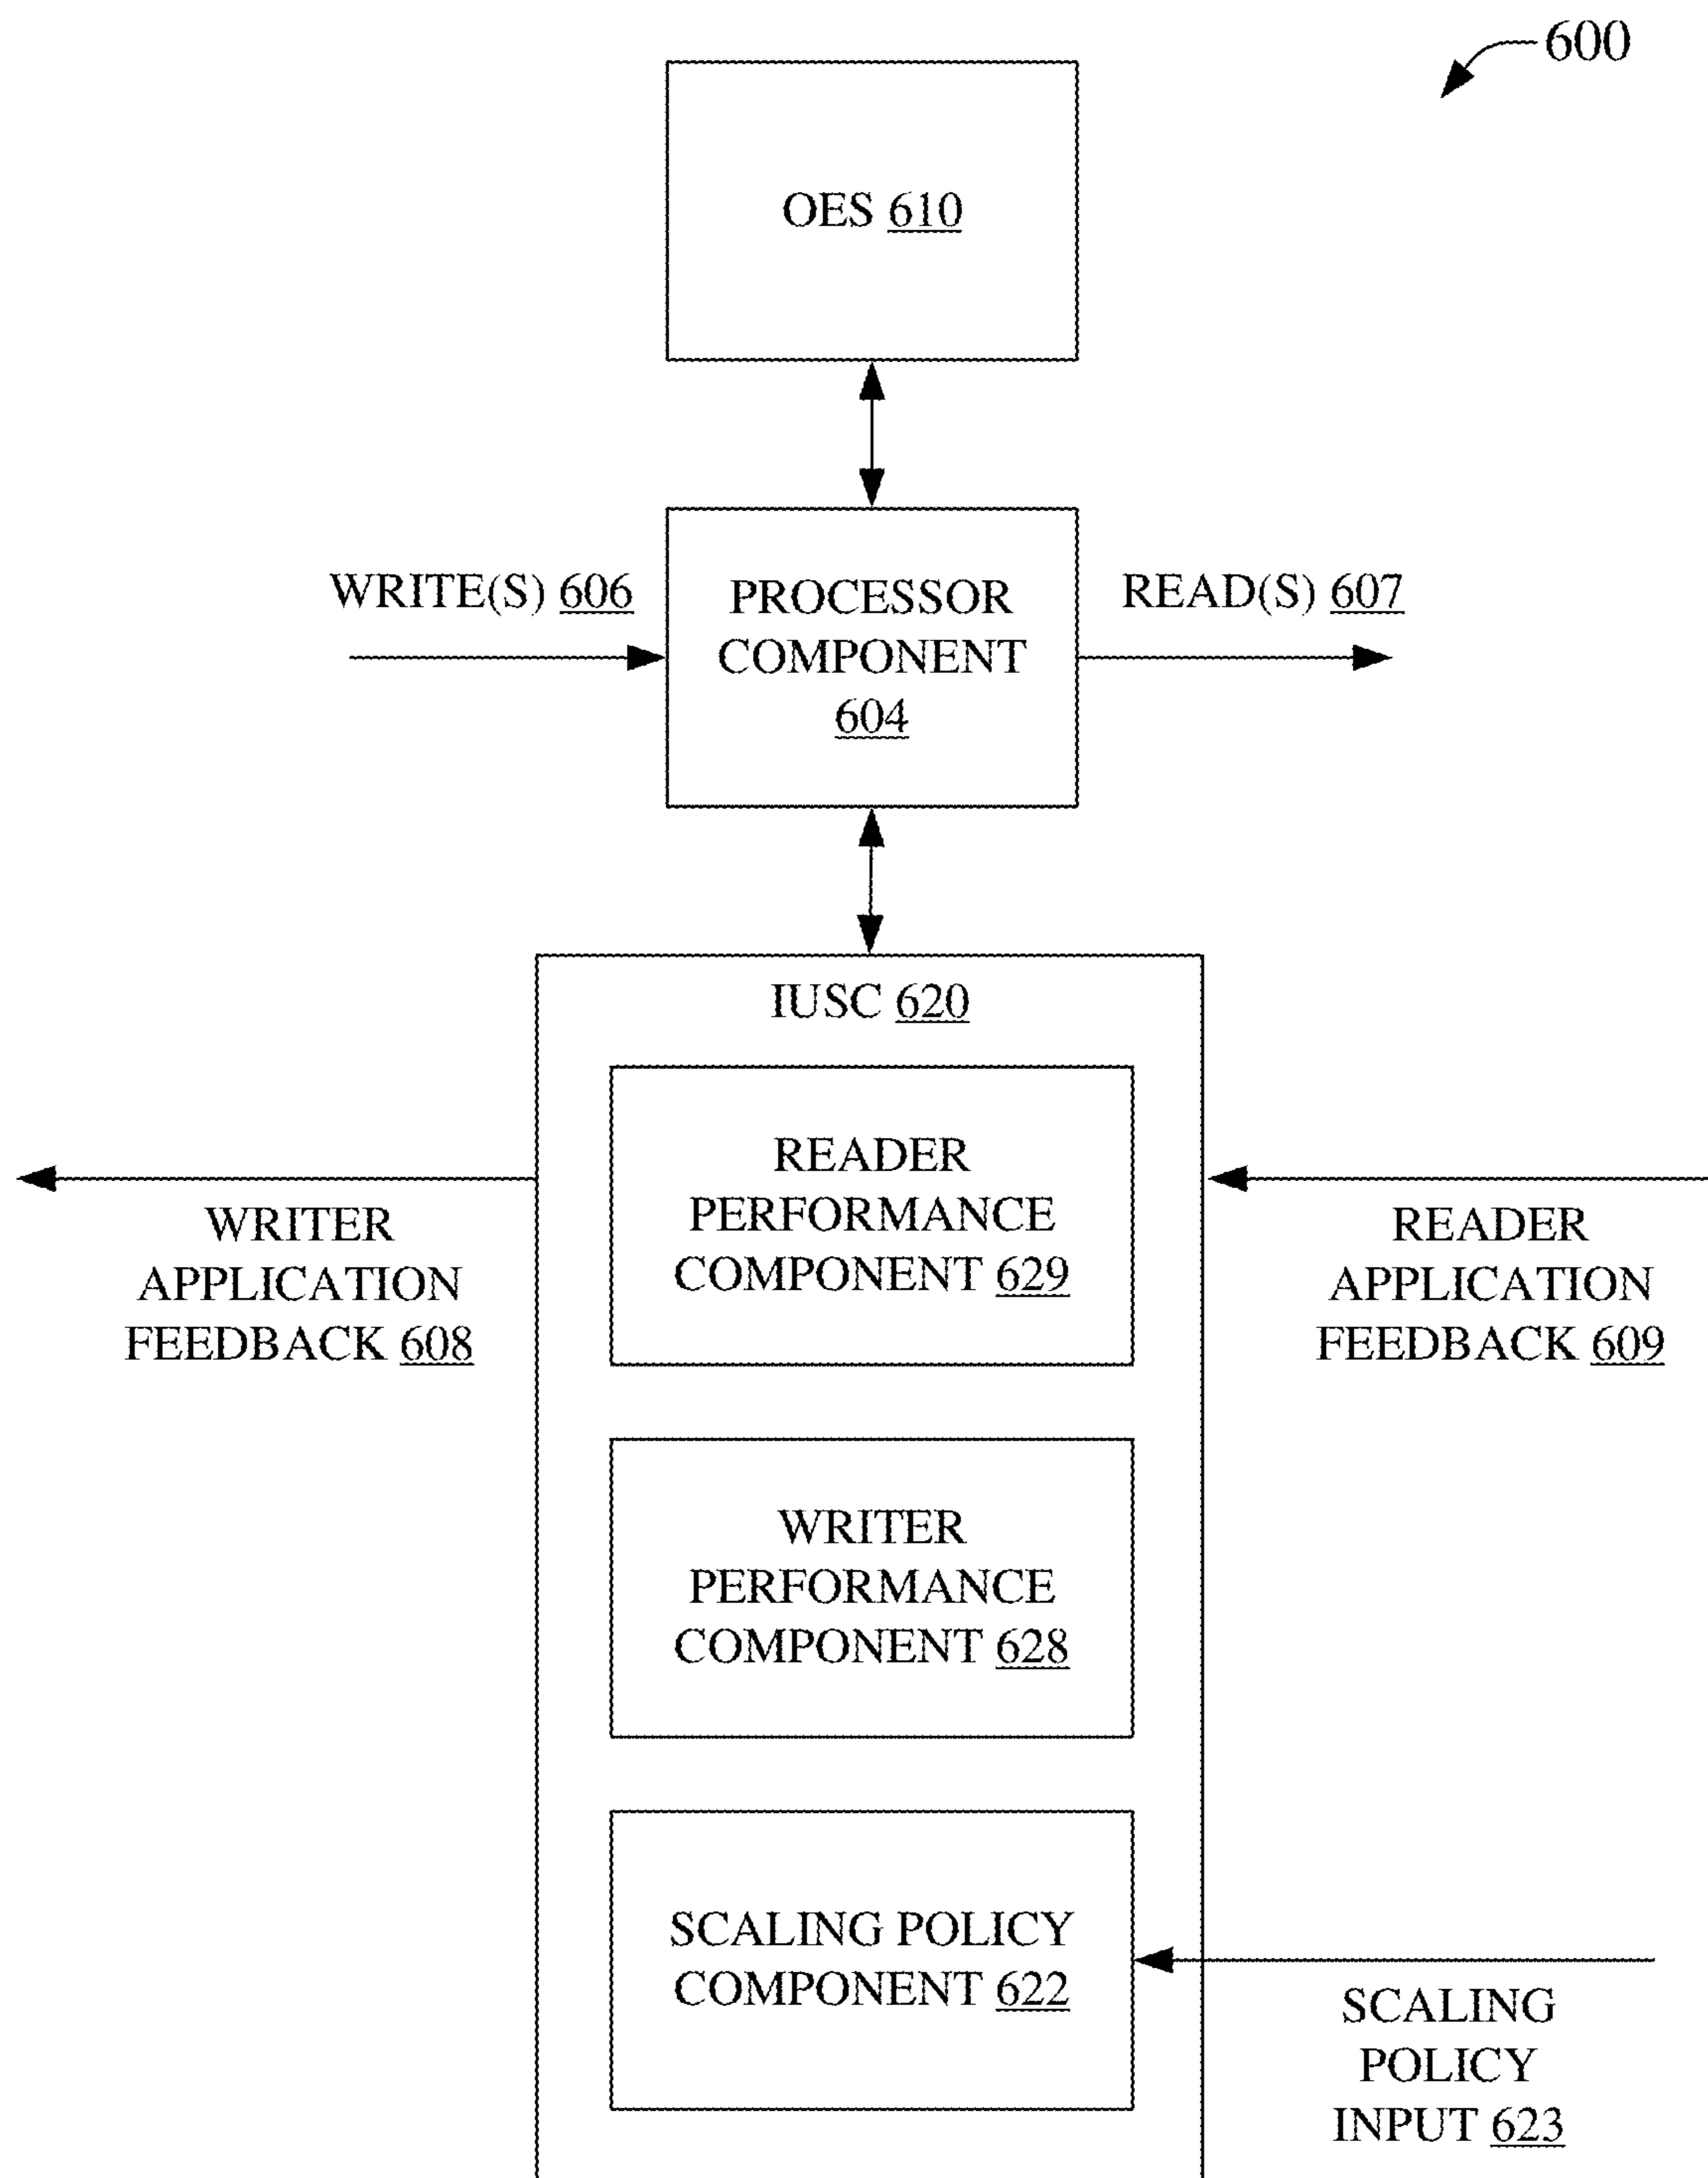 600
OES 610
WRITE(S) 606
PROCESSOR
COMPONENT
604
READ(S) 607
IUSC 620
READER
PERFORMANCE
COMPONENT 629
WRITER
APPLICATION
FEEDBACK 608
READER
APPLICATION
FEEDBACK 609
WRITER
PERFORMANCE
COMPONENT 628
SCALING POLICY
COMPONENT 622
SCALING
POLICY
INPUT 623